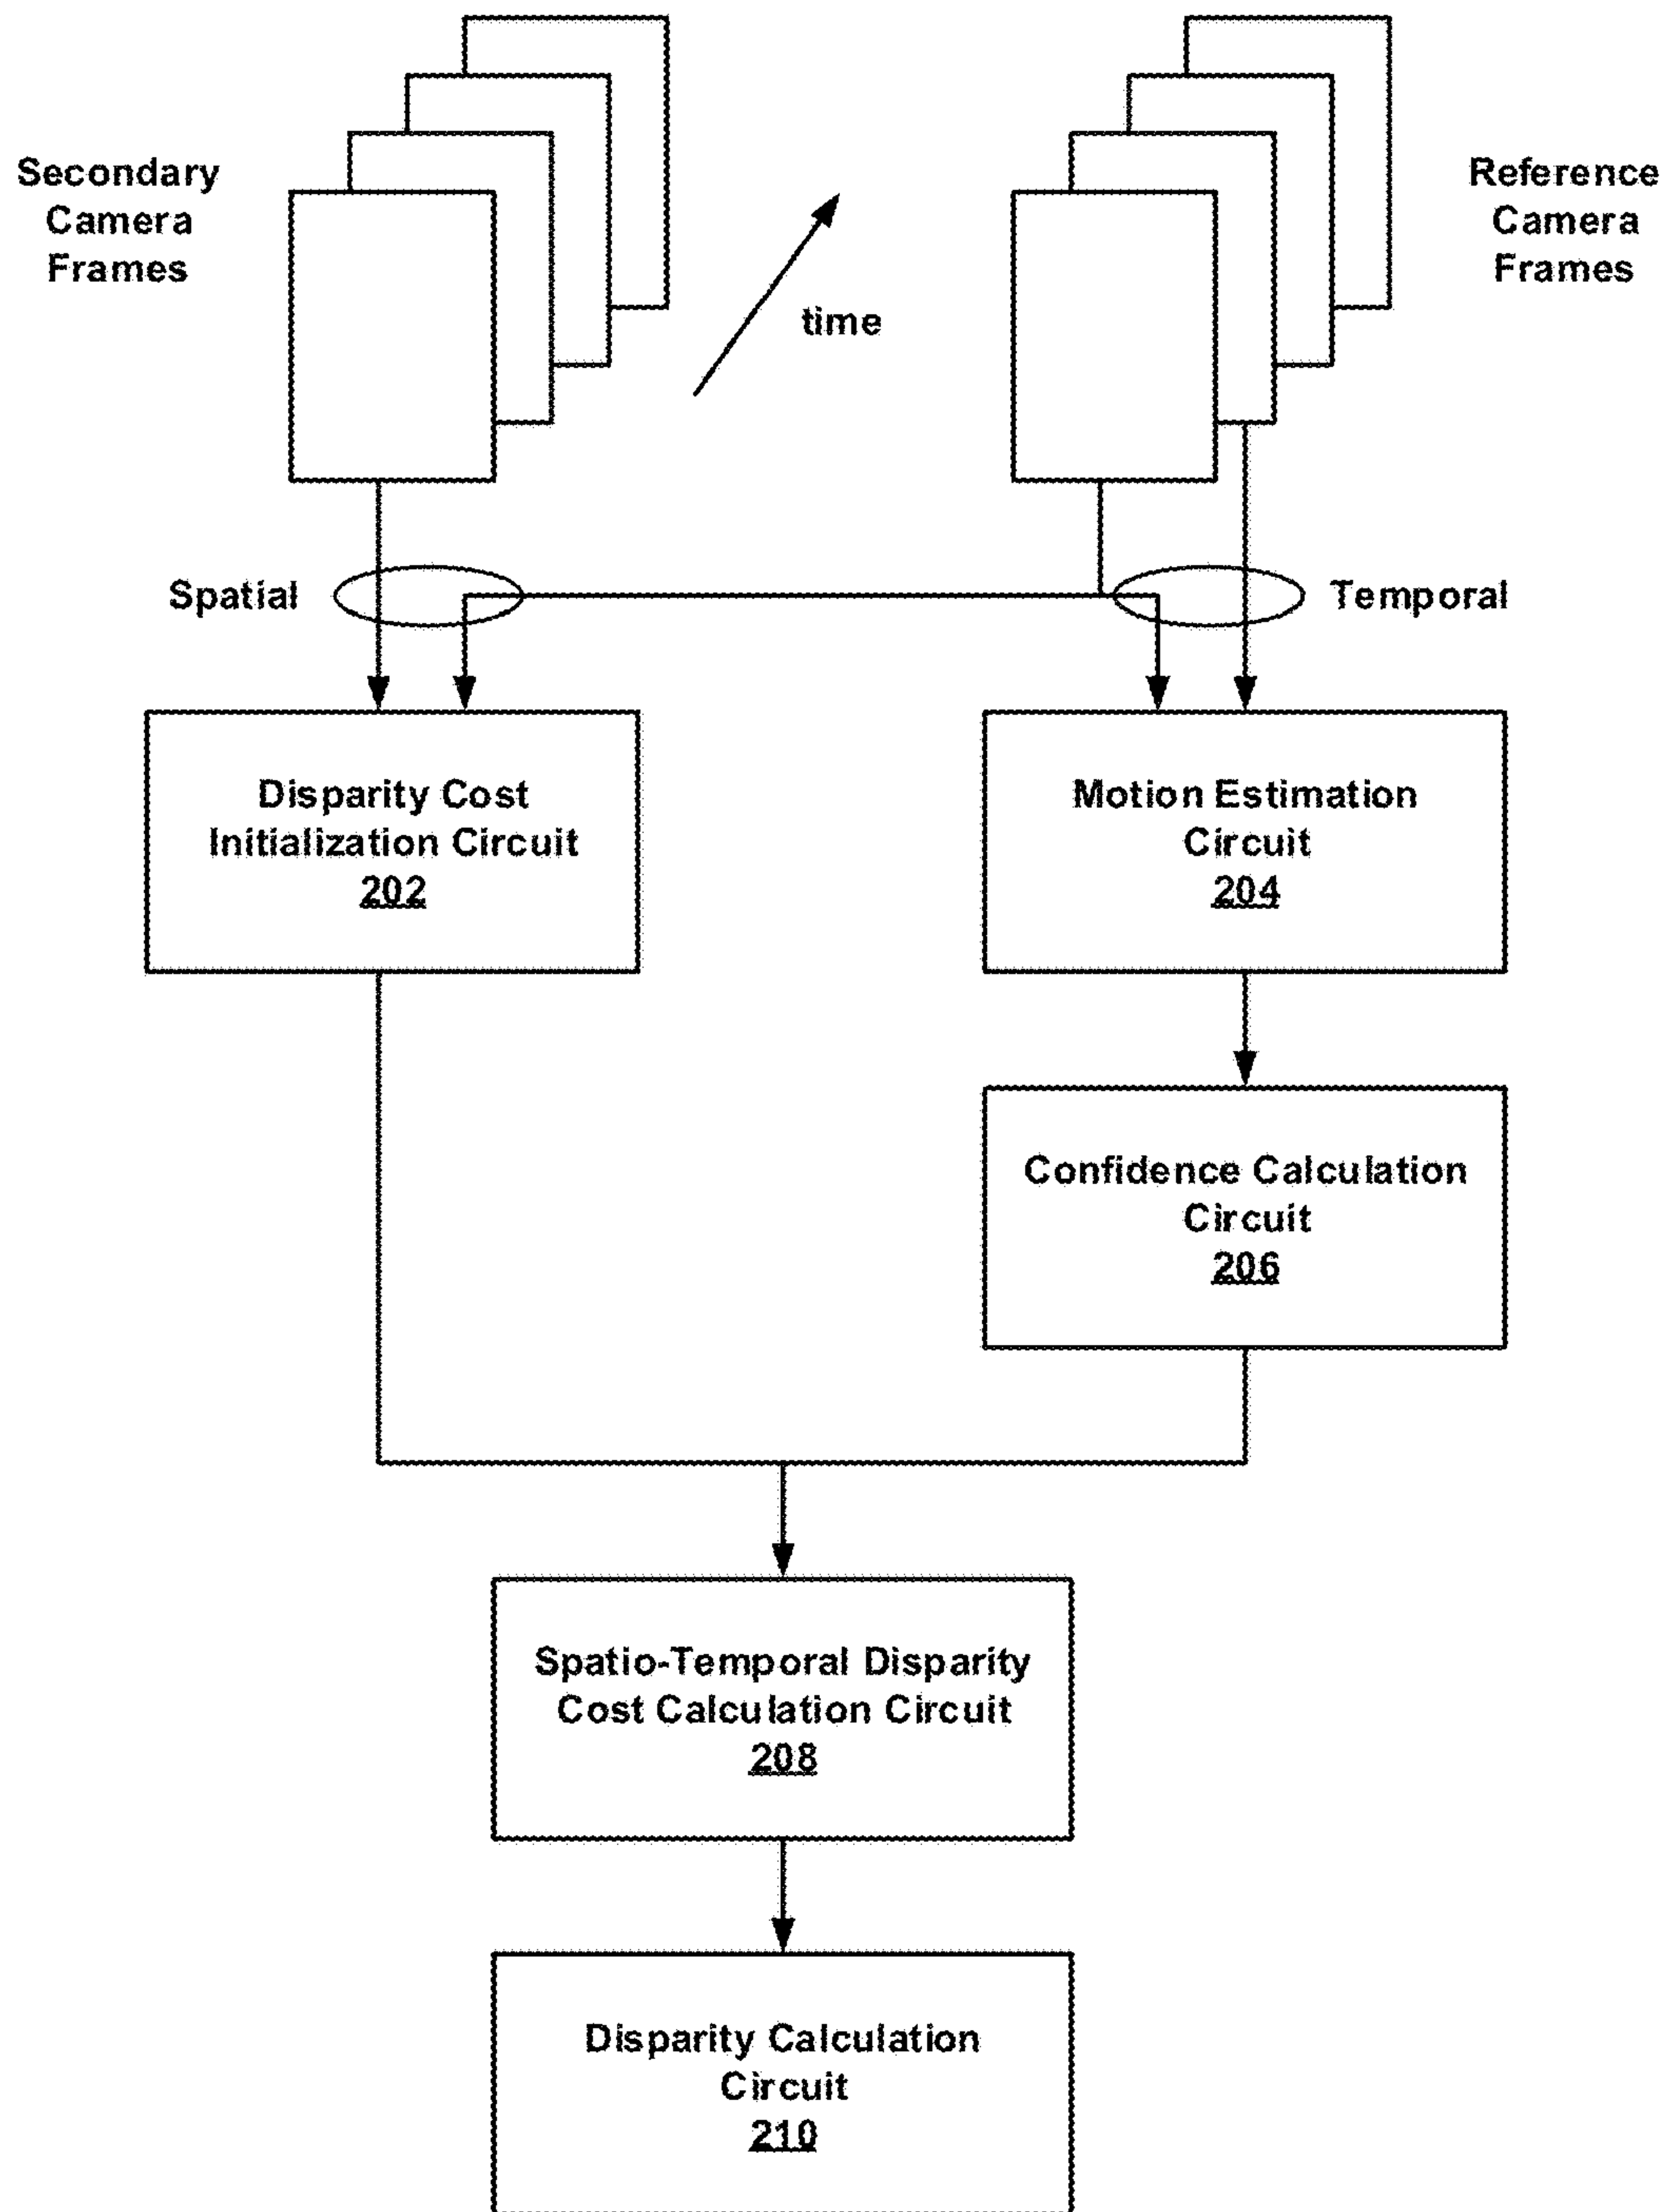 Secondary
Camera
Frames
Reference
Camera
Frames
time
Spatial
Temporal
Disparity Cost
Initialization Circuit
202
Motion Estimation
Circuit
204
Confidence Calculation
Circuit
206
Spatio-Temporal Disparity
Cost Calculation Circuit
208
Disparity Calculation
Circuit
210